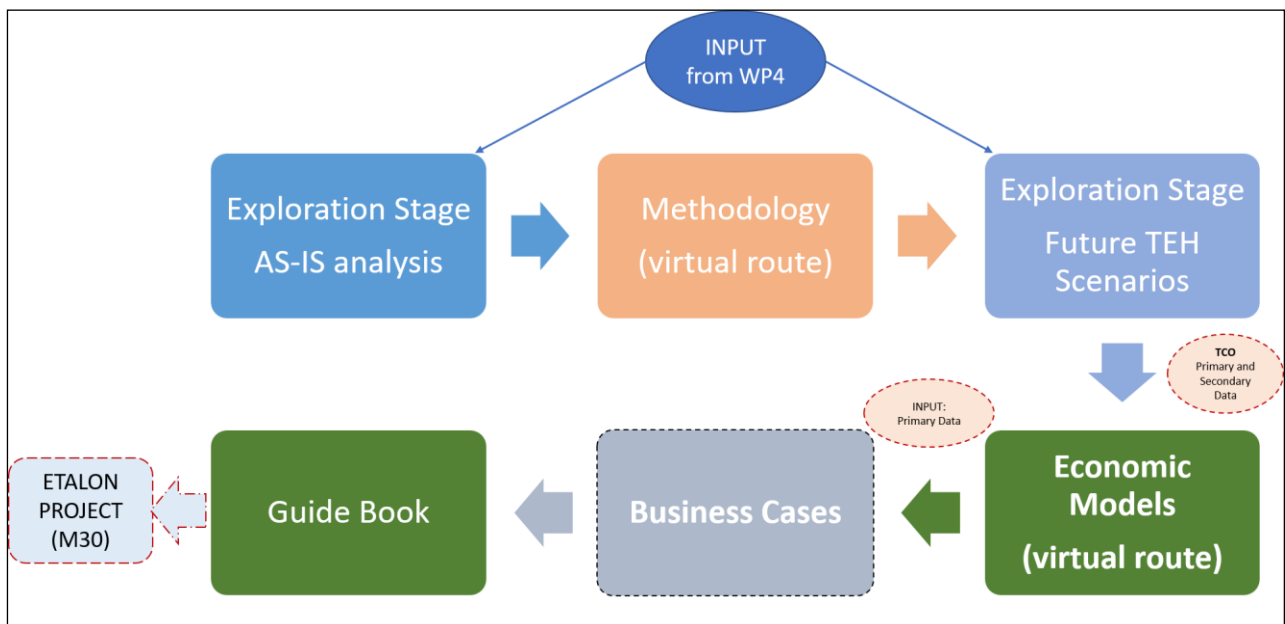 INPUT
from WP4
Exploration Stage
AS-IS analysis
Methodology
(virtual route)
Exploration Stage
Future TEH
Scenarios
TCO
Primary and
Secondary
Data
INPUT:
Primary Data
ETALON
PROJECT
(M30)
Guide Book
Business Cases
Economic
Models
(virtual route)